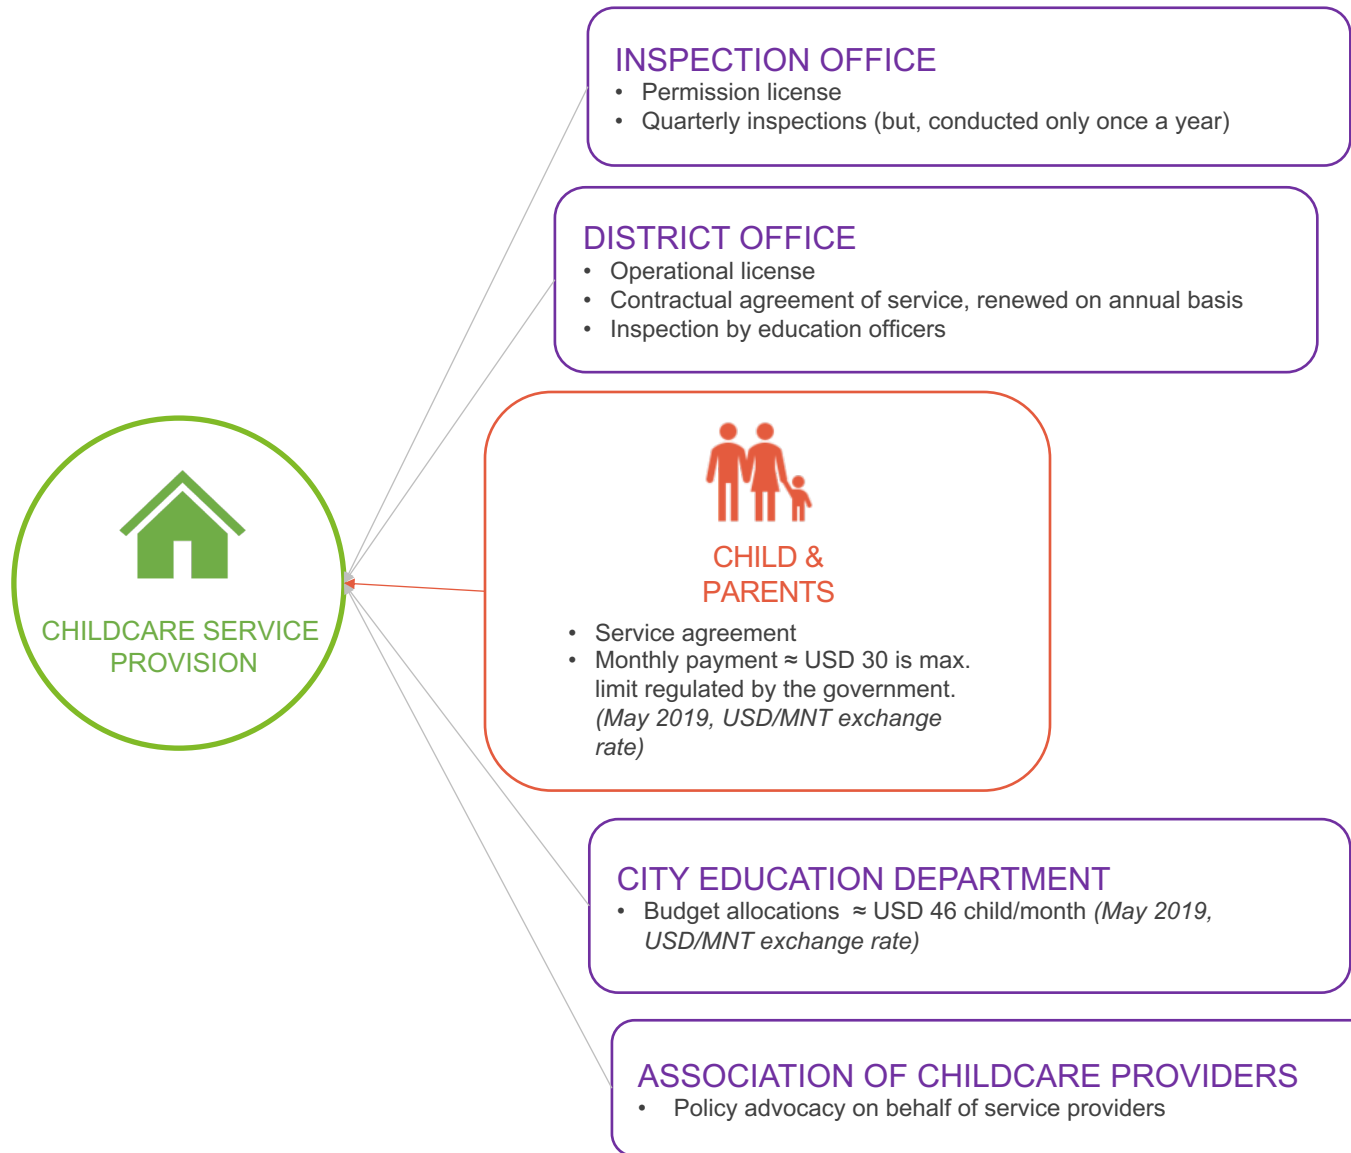 INSPECTION OFFICE
• Permission license
• Quarterly inspections (but, conducted only once a year)
DISTRICT OFFICE
• Operational license
• Contractual agreement of service, renewed on annual basis
• Inspection by education officers
CHILDCARE SERVICE
PROVISION
CHILD &
PARENTS
• Service agreement
• Monthly payment ≈ USD 30 is max.
limit regulated by the government.
(May 2019, USD/MNT exchange
rate)
CITY EDUCATION DEPARTMENT
• Budget allocations ≈ USD 46 child/month (May 2019,
USD/MNT exchange rate)
ASSOCIATION OF CHILDCARE PROVIDERS
• Policy advocacy on behalf of service providers